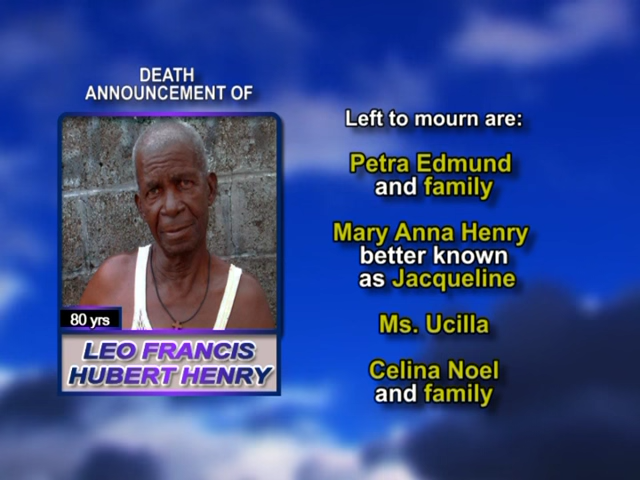 DEATH
ANNOUNCEMENT OF
80 yrs
LEO FRANCIS
HUBERT HENRY
Left to mourn are:
Petra Edmund
and family
Mary Anna Henry
better known
as Jacqueline
Ms. Ucilla
Celina Noel
and family